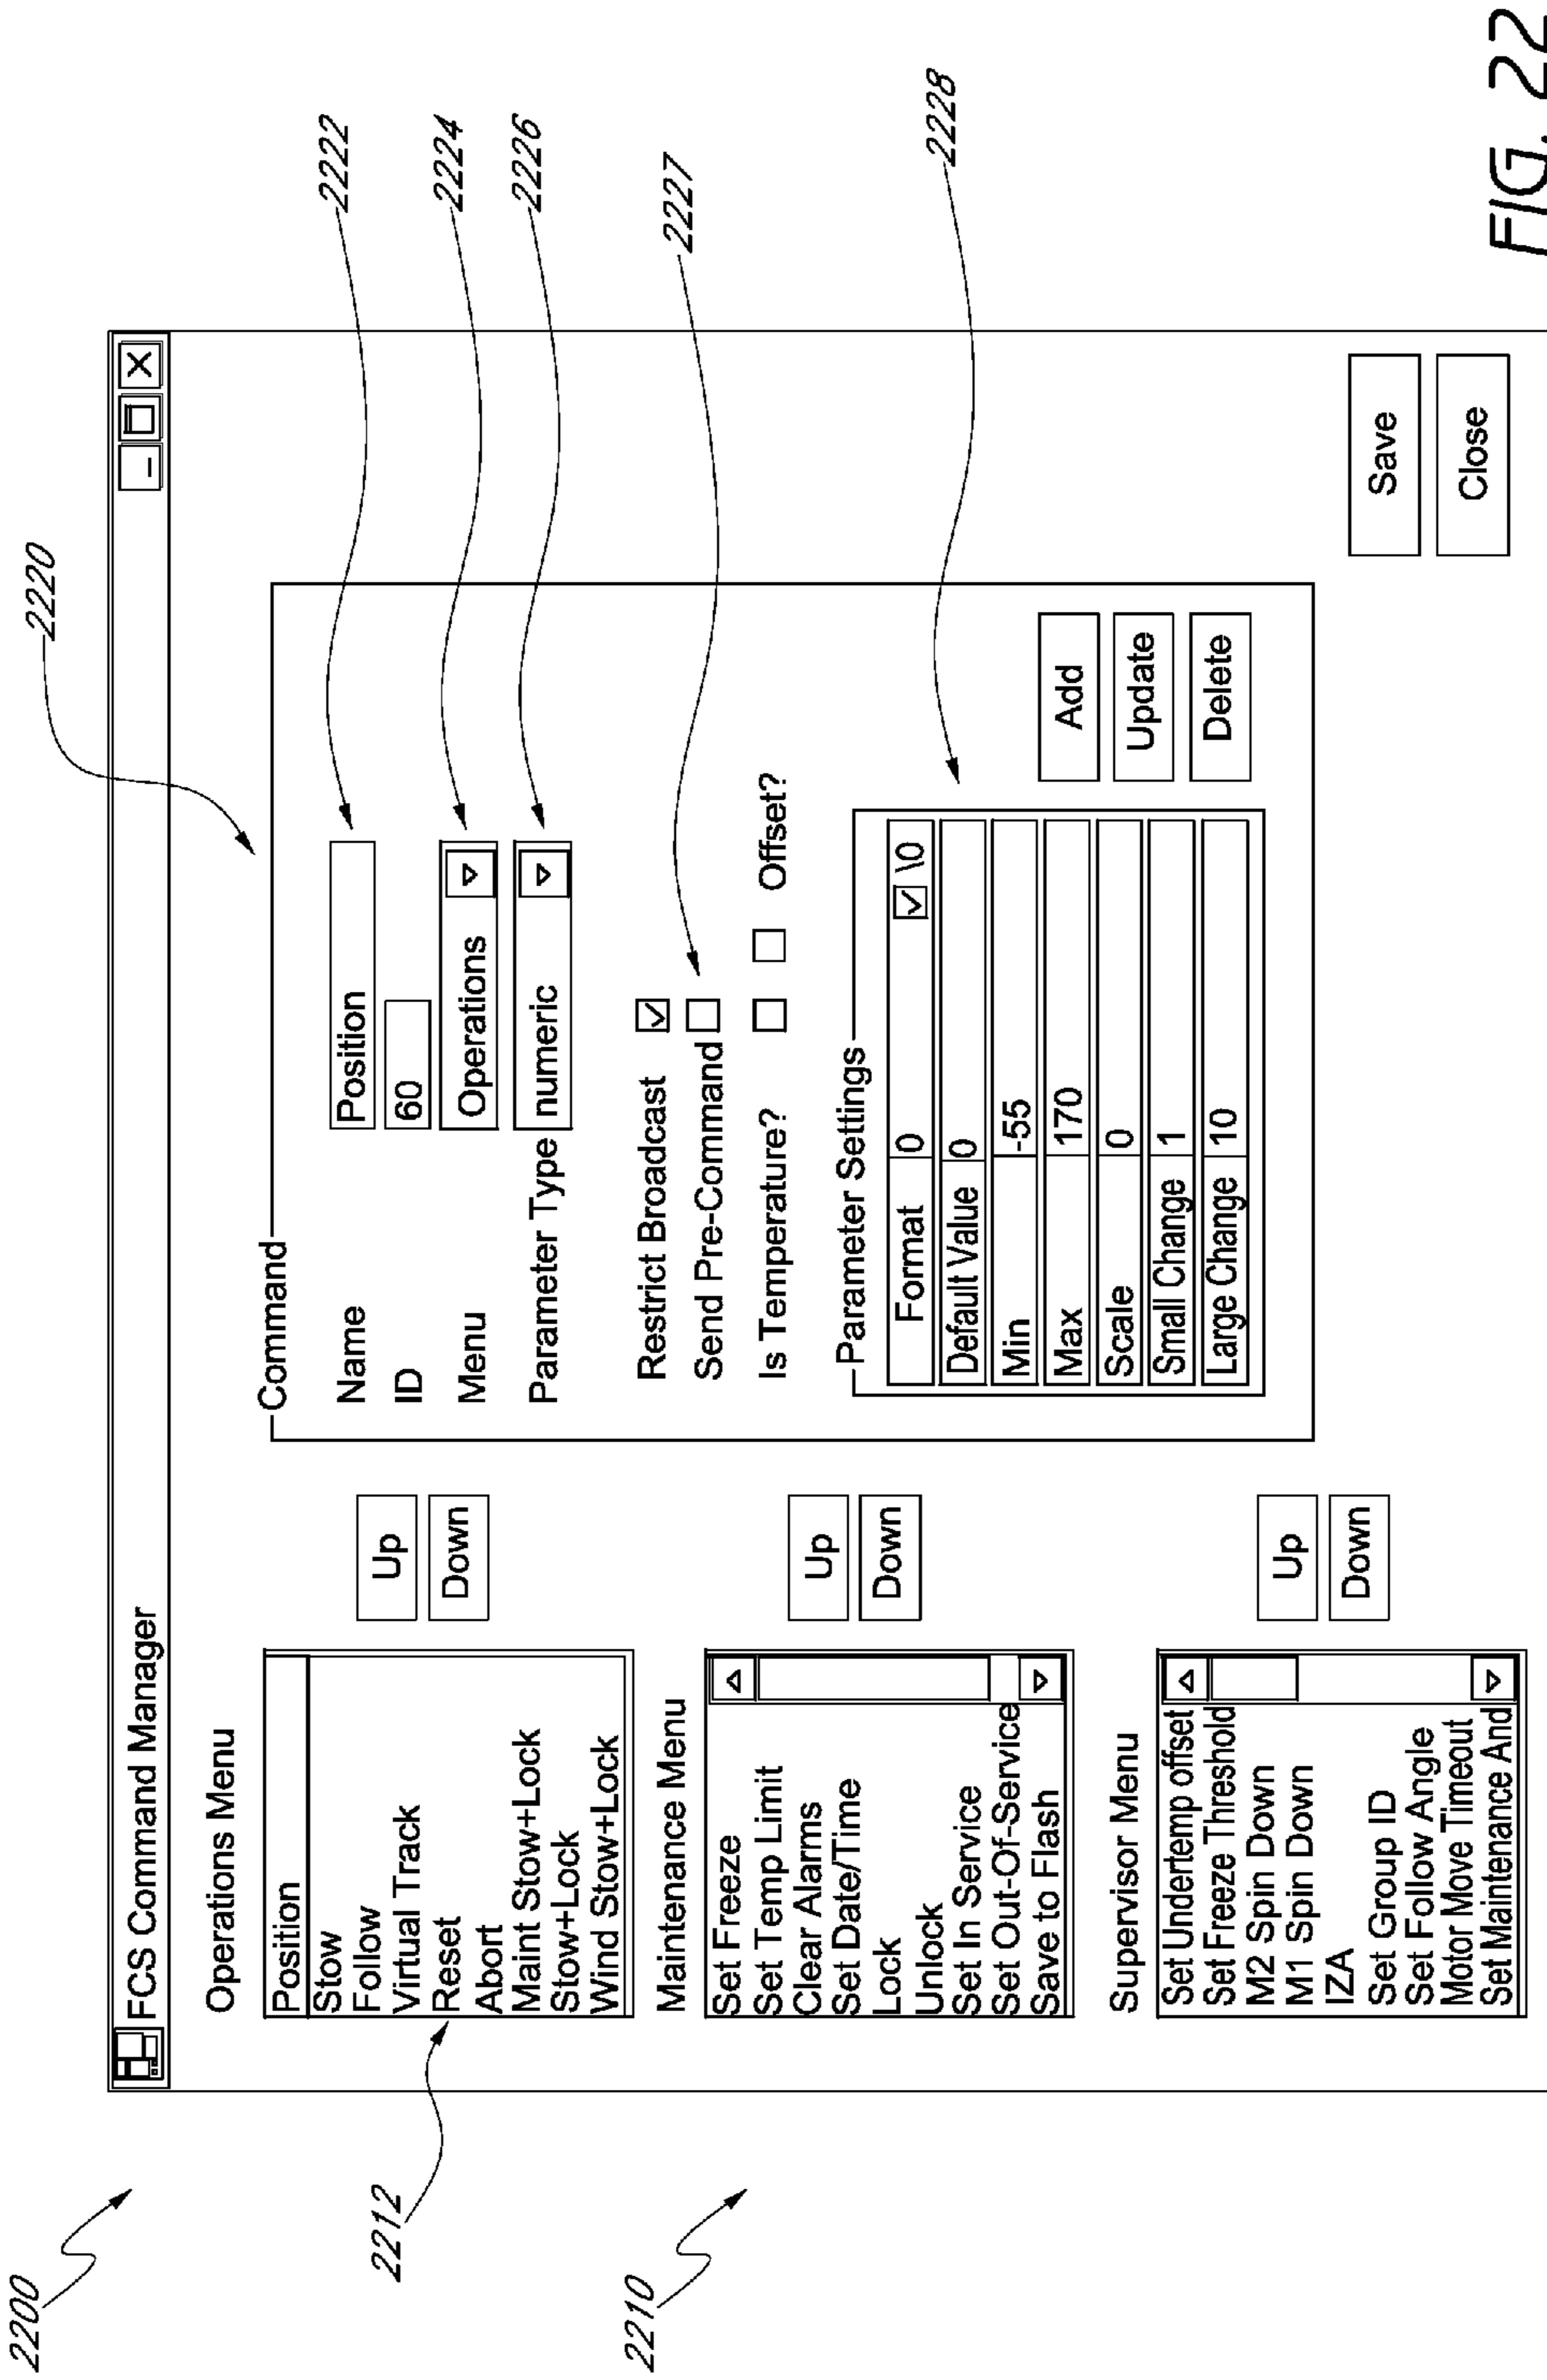 2200
2220
FCS Command Manager
Operations Menu
Position
Stow
Follow
Virtual Track
Reset
Abort
Maint Stow+Lock
Stow+Lock
Wind Stow+Lock
Up
Down
2212
Maintenance Menu
Set Freeze
Set Temp Limit
Clear Alarms
Set Date/Time
Lock
Unlock
Set In Service
Set Out-Of-Service
Save to Flash
Up
Down
2210
Supervisor Menu
Set Undertemp offset
Set Freeze Threshold
M2 Spin Down
M1 Spin Down
IZA
Set Group ID
Set Follow Angle
Motor Move Timeout
Set Maintenance And
Up
Down
Command
Name Position
ID 60
Menu Operations
Parameter Type numeric
Restrict Broadcast
Send Pre-Command
Is Temperature? Offset?
Parameter Settings
Format 0 \0
Default Value 0
Min -55
Max 170
Scale 0
Small Change 1
Large Change 10
Add
Update
Delete
Save
Close
2222
2224
2226
2227
2228
FIG. 22